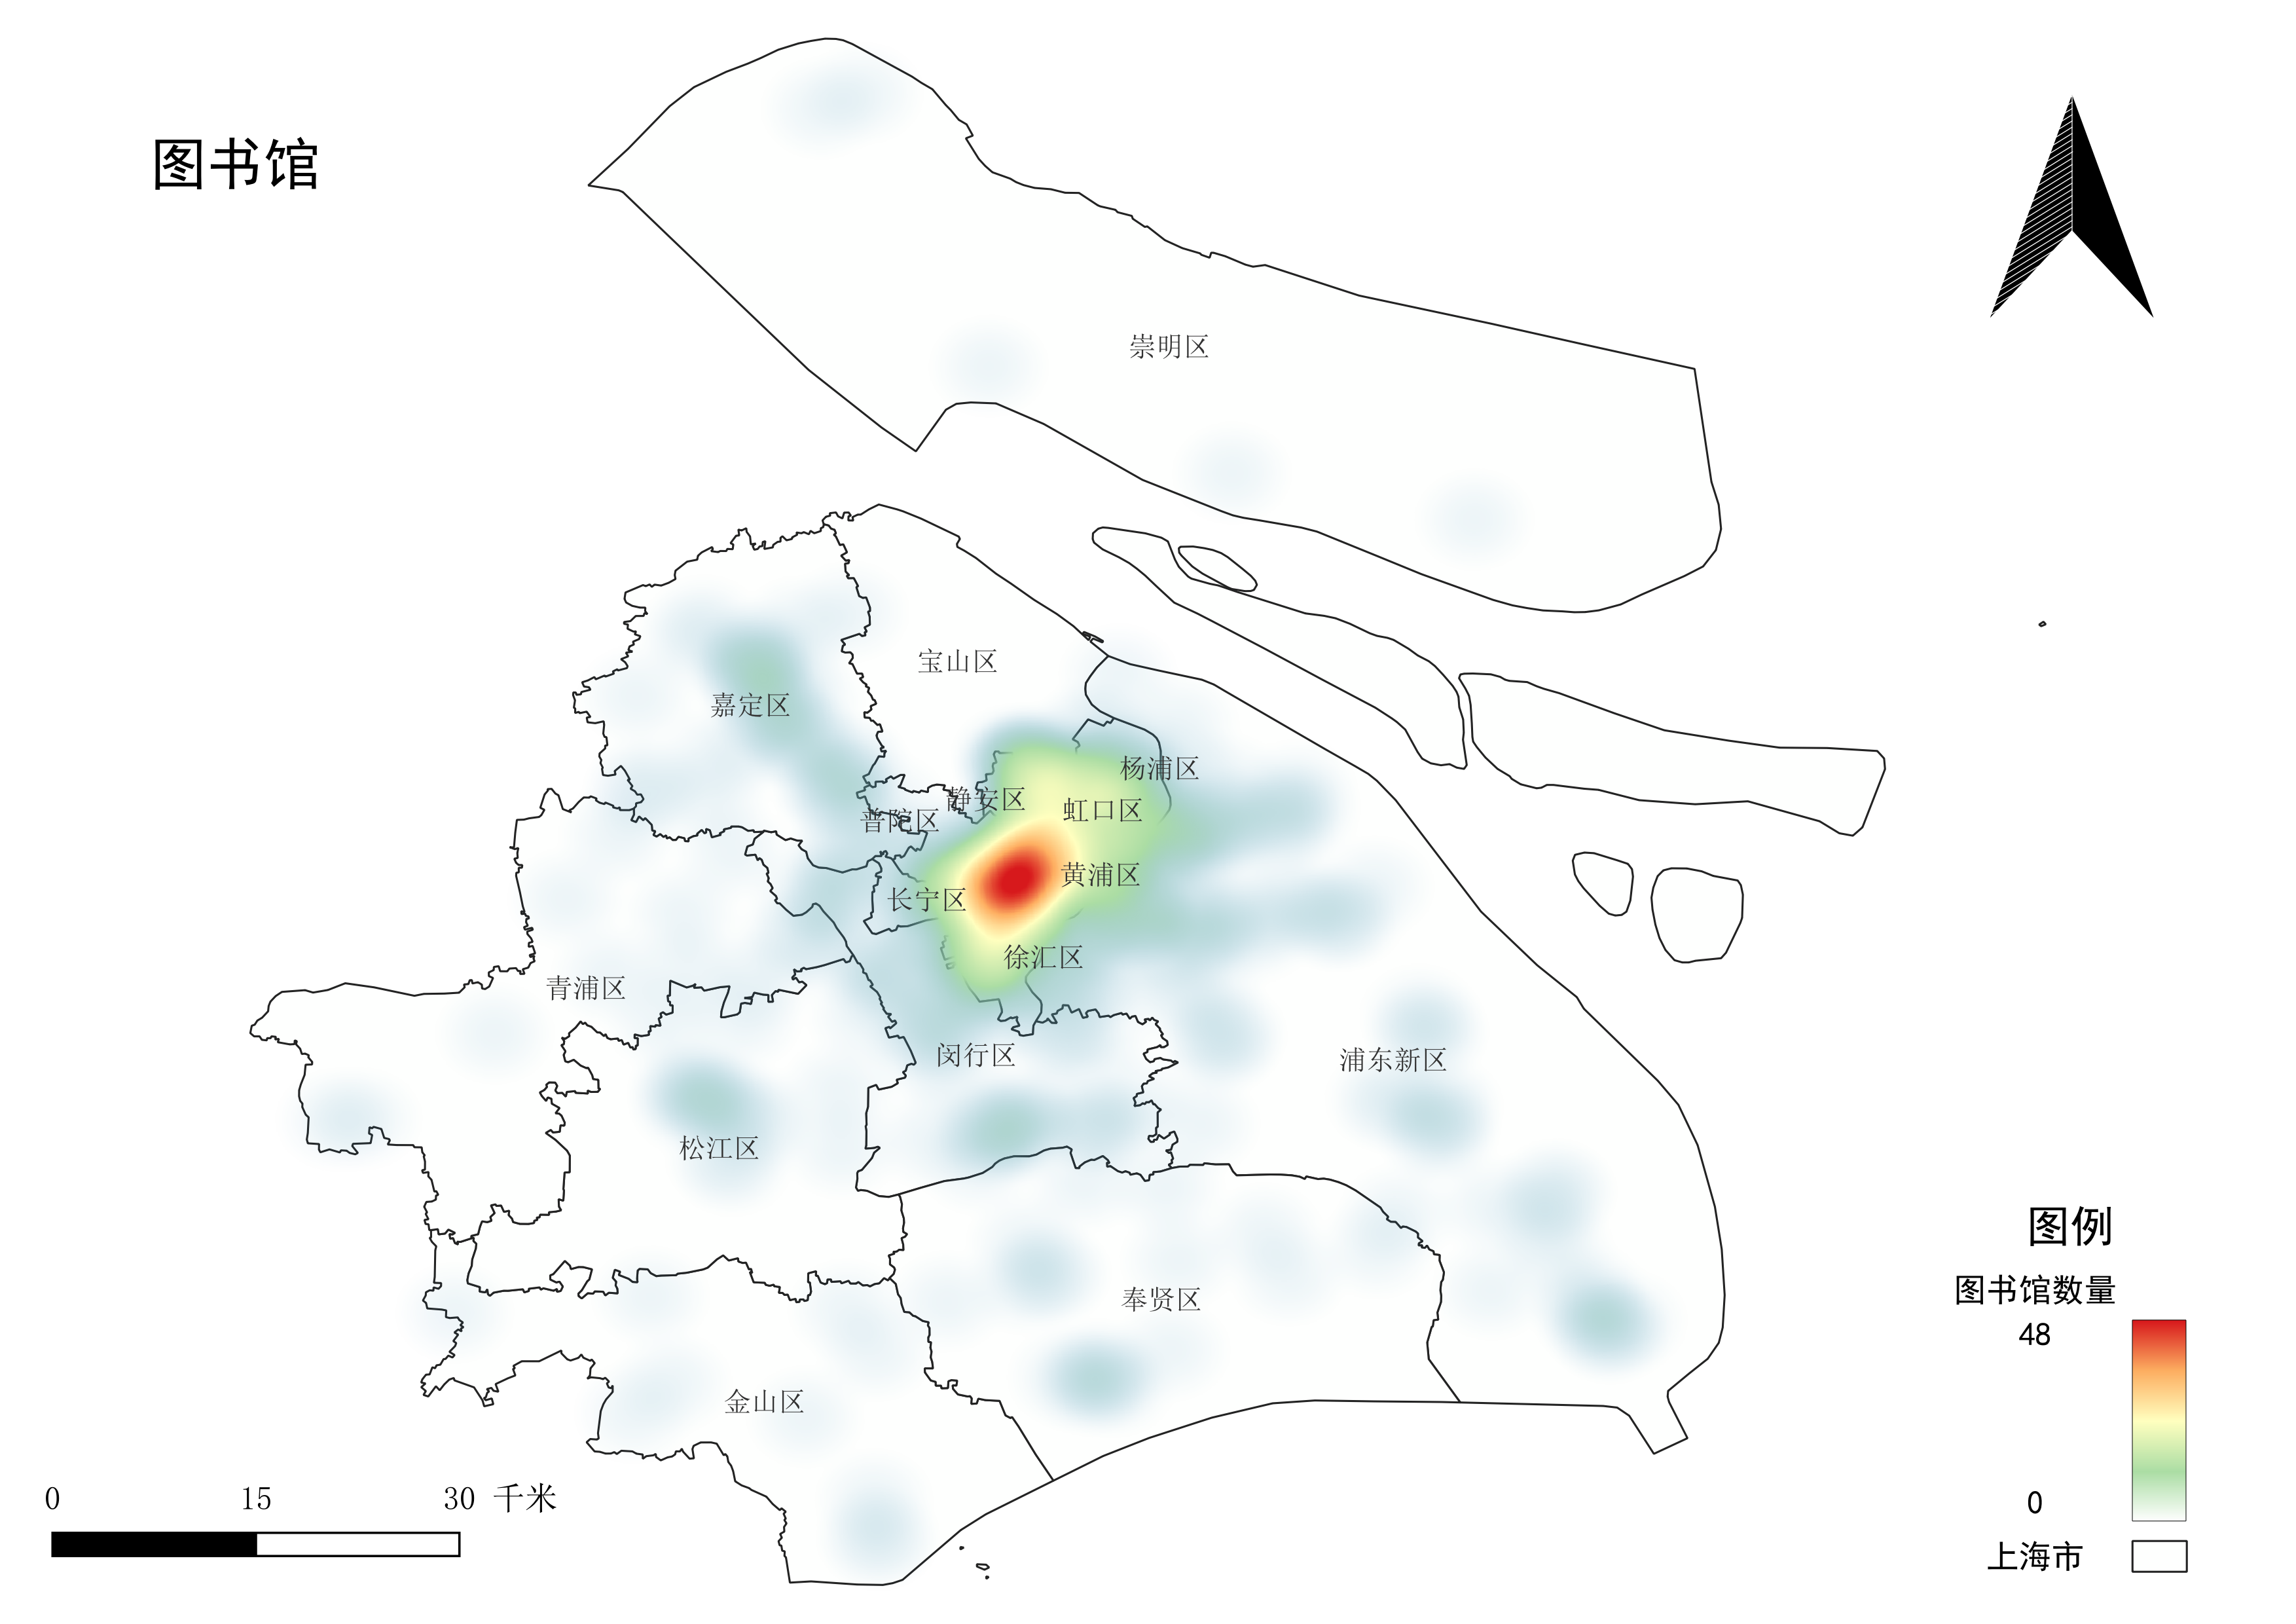 图书馆
崇明区
宝山区
嘉定区
杨浦区
静安区
虹口区
普陀区
黄浦区
长宁区
徐汇区
青浦区
闵行区
浦东新区
松江区
奉贤区
金山区
图例
图书馆数量
48
0
上海市
0 15 30 千米